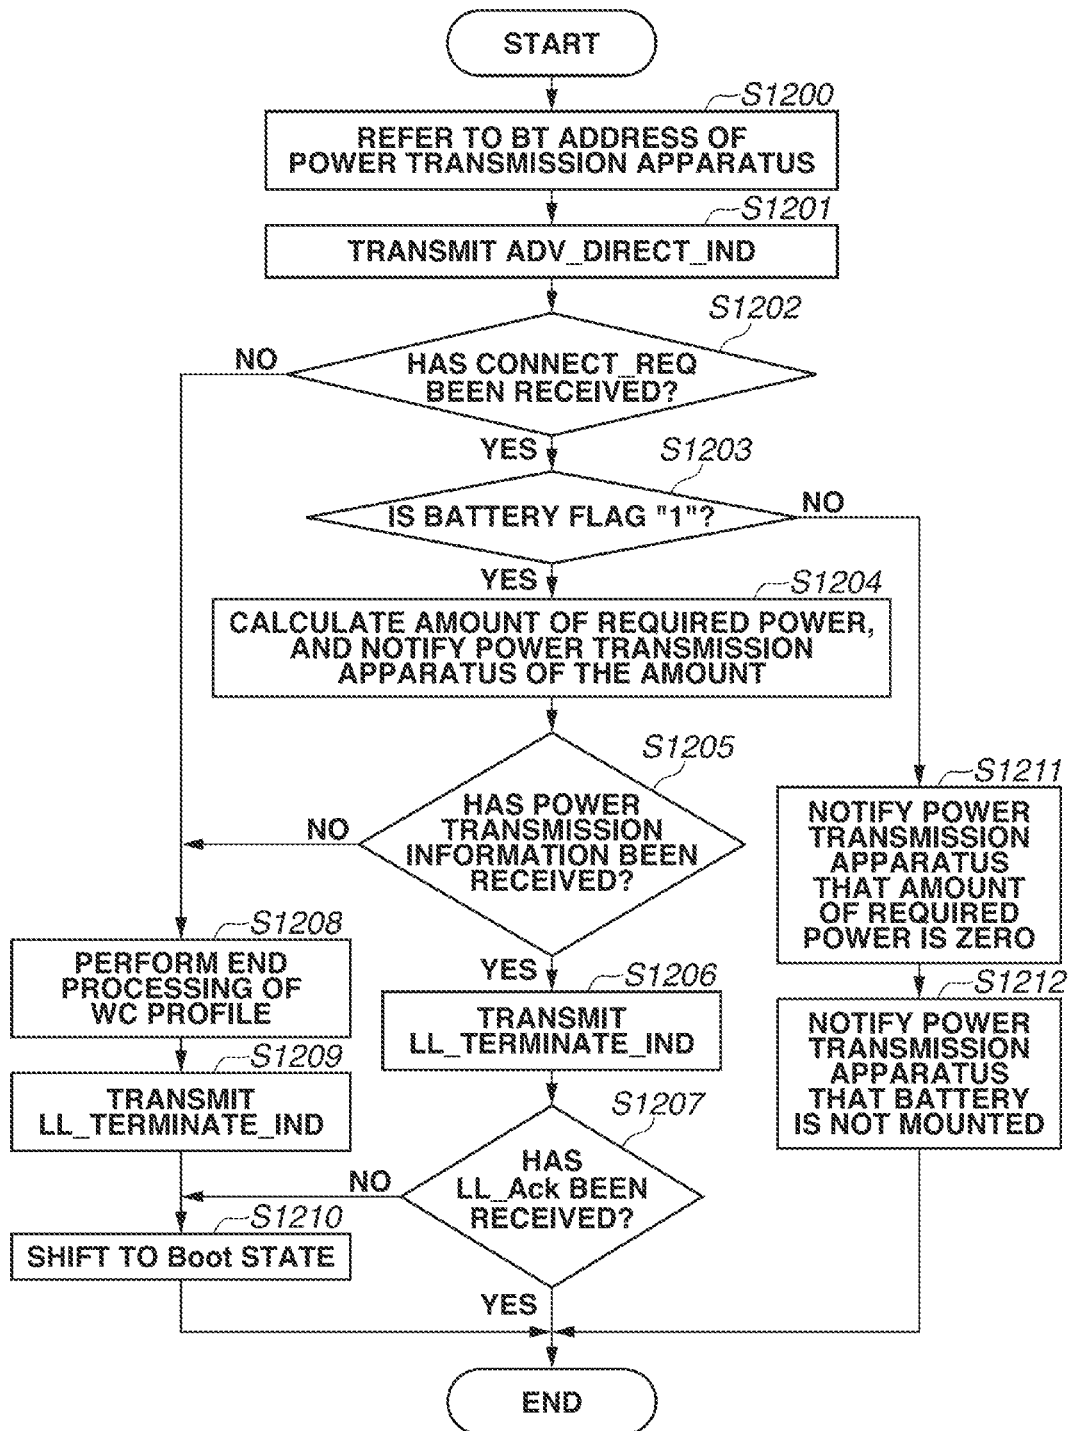 START
S1200
REFER TO BT ADDRESS OF
POWER TRANSMISSION APPARATUS
S1201
TRANSMIT ADV_DIRECT_IND
S1202
HAS CONNECT_REQ
BEEN RECEIVED?
NO
YES
S1203
IS BATTERY FLAG "1"?
NO
YES
S1204
CALCULATE AMOUNT OF REQUIRED POWER,
AND NOTIFY POWER TRANSMISSION
APPARATUS OF THE AMOUNT
S1205
HAS POWER
TRANSMISSION
INFORMATION BEEN
RECEIVED?
NO
YES
S1211
NOTIFY POWER
TRANSMISSION
APPARATUS
THAT AMOUNT
OF REQUIRED
POWER IS ZERO
S1208
PERFORM END
PROCESSING OF
WC PROFILE
S1206
TRANSMIT
LL_TERMINATE_IND
S1212
NOTIFY POWER
TRANSMISSION
APPARATUS
THAT BATTERY
IS NOT MOUNTED
S1209
TRANSMIT
LL_TERMINATE_IND
S1207
HAS
LL_Ack BEEN
RECEIVED?
NO
YES
S1210
SHIFT TO Boot STATE
END